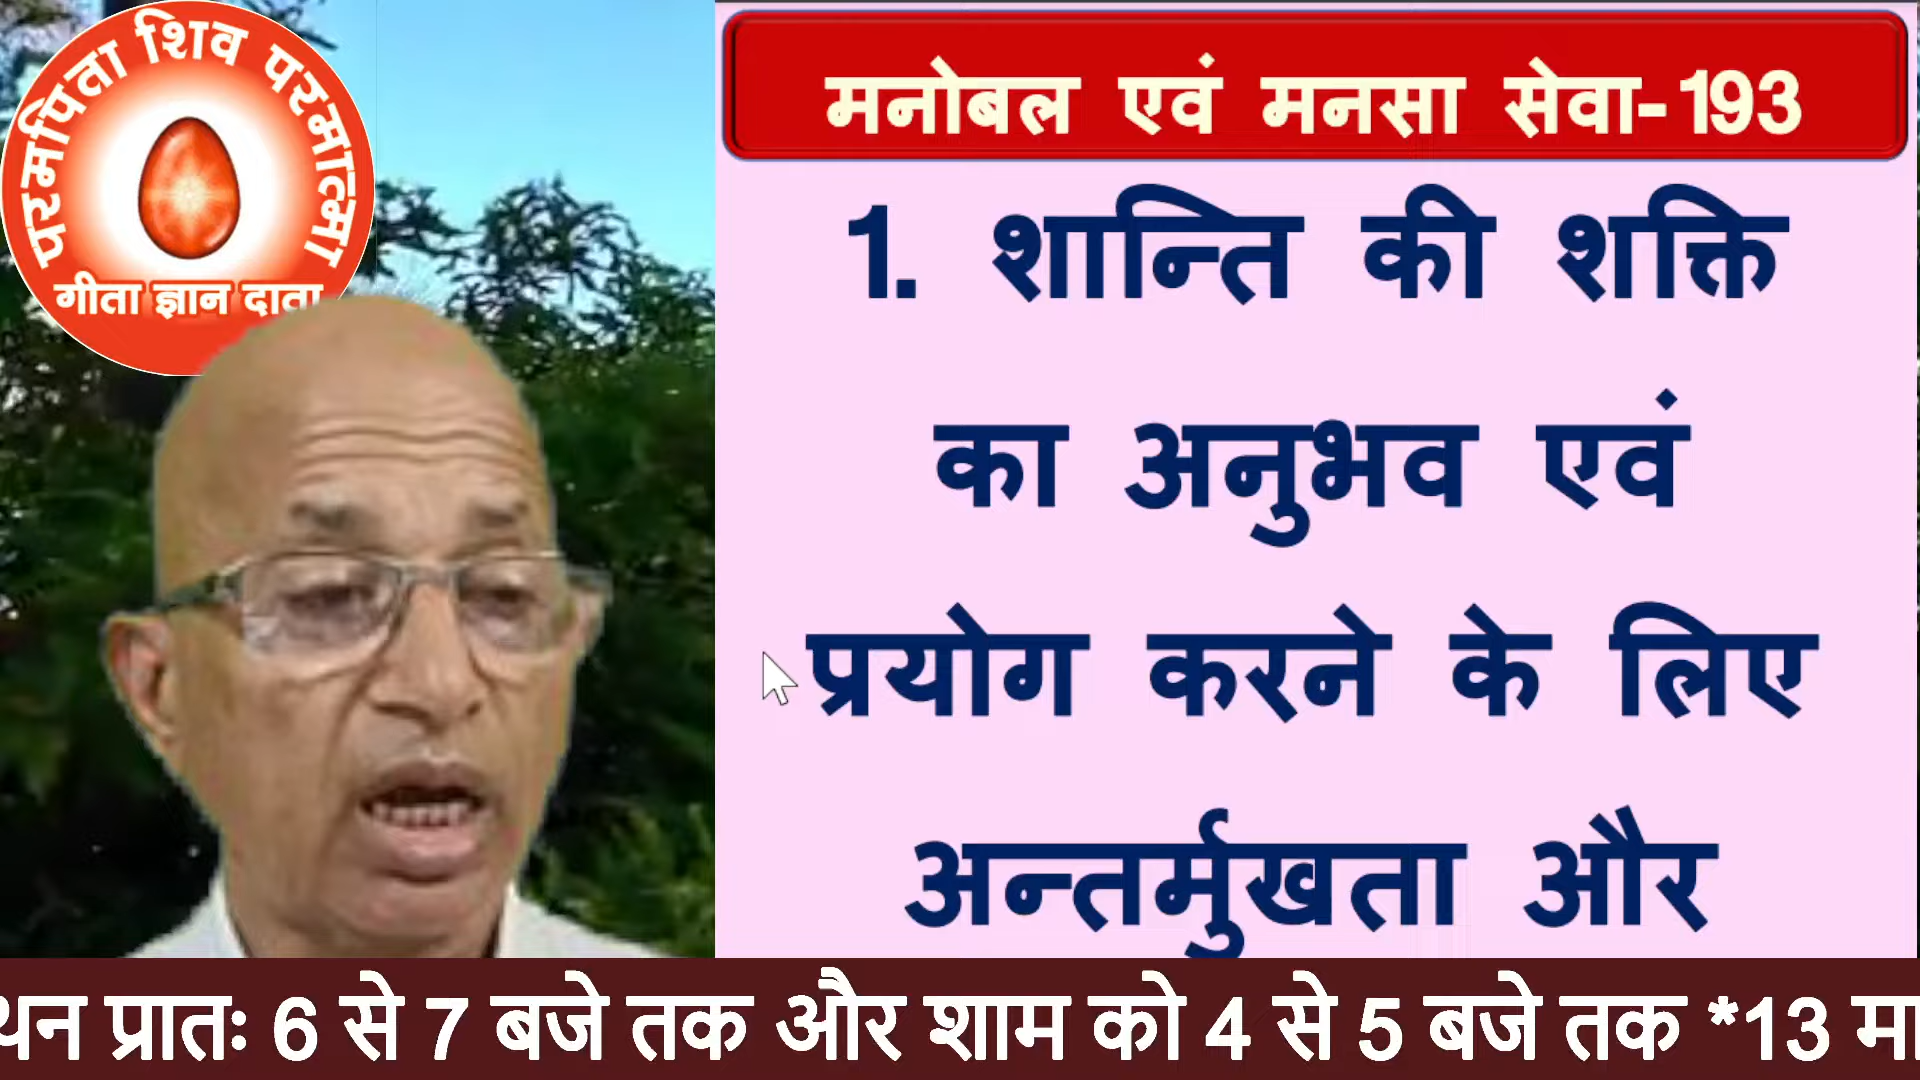 परमपिता शिव परमात्मा
गीता ज्ञान दाता
मनोबल एवं मनसा सेवा-193
1. शान्ति की शक्ति
का अनुभव एवं
प्रयोग करने के लिए
अन्तर्मुखता और
प्रातः 6 से 7 बजे तक और शाम को 4 से 5 बजे तक *13